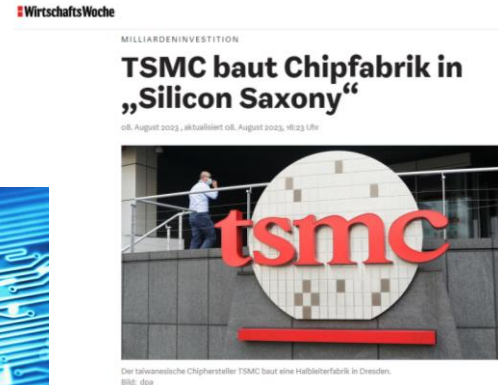 WirtschaftsWoche
MILLIARDENINVESTITION
TSMC baut Chipfabrik in
„Silicon Saxony“
08. August 2023 , aktualisiert 08. August 2023, 16:23 Uhr
tsmc
Der taiwanesische Chiphersteller TSMC baut eine Halbleiterfabrik in Dresden.
Bild: dpa